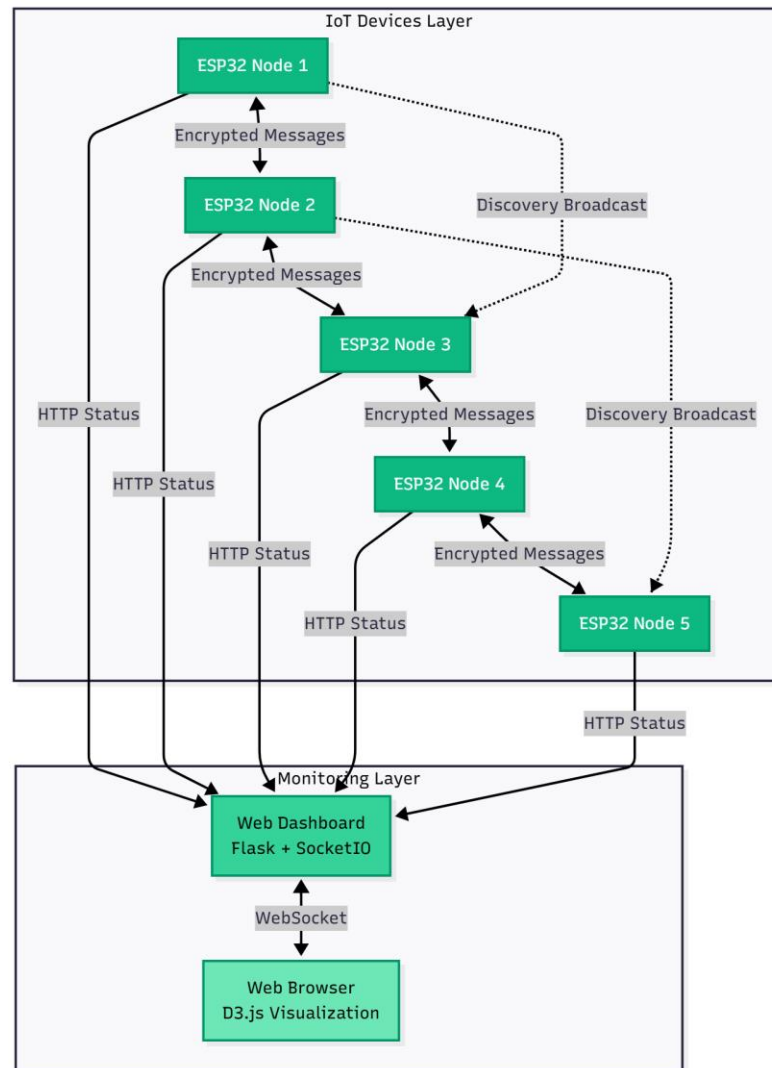 IoT Devices Layer
ESP32 Node 1
Encrypted Messages
ESP32 Node 2
Discovery Broadcast
Encrypted Messages
ESP32 Node 3
HTTP Status
Encrypted Messages
Discovery Broadcast
HTTP Status
ESP32 Node 4
HTTP Status
Encrypted Messages
HTTP Status
ESP32 Node 5
HTTP Status
Monitoring Layer
Web Dashboard
Flask + SocketIO
WebSocket
Web Browser
D3.js Visualization